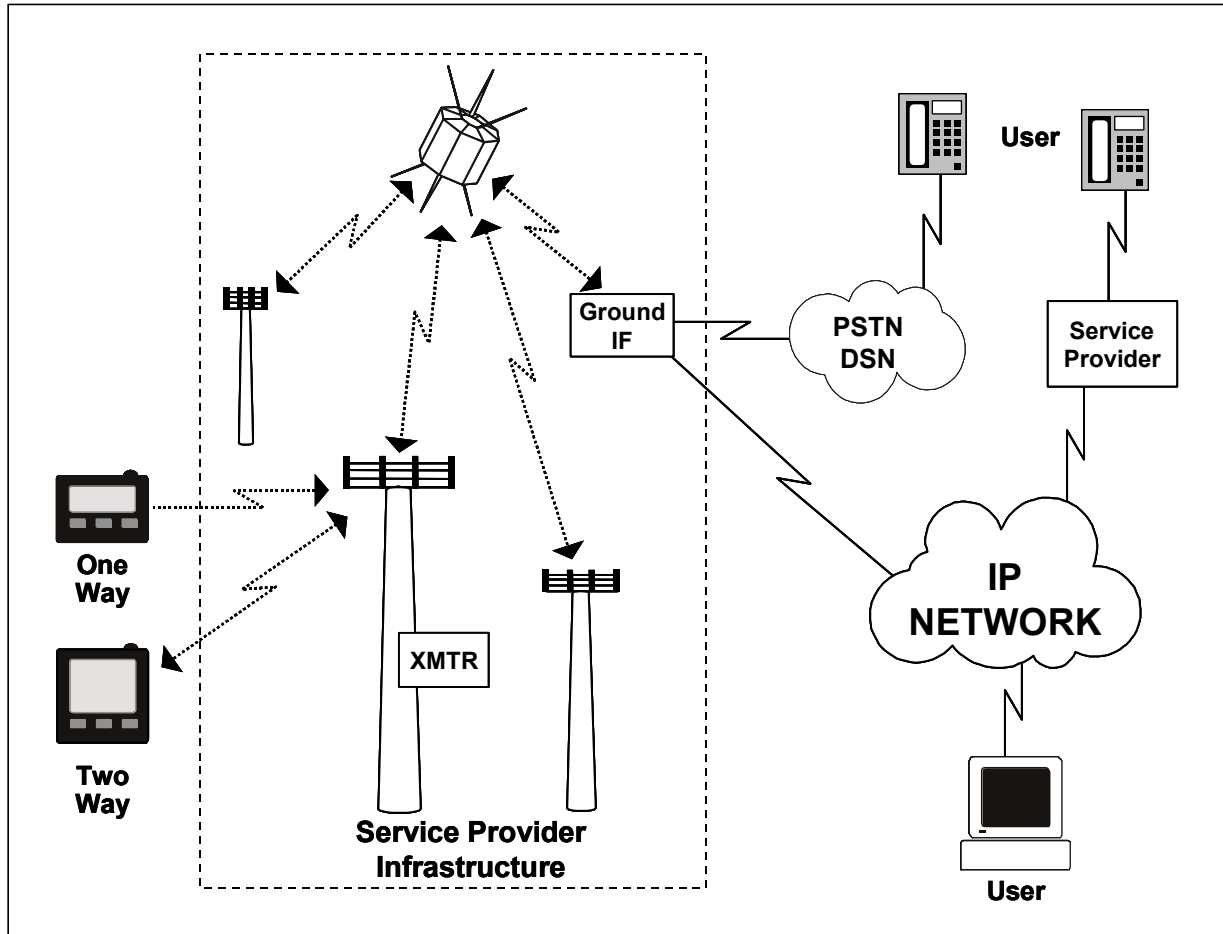 User
Ground
IF
PSTN
DSN
Service
Provider
One
Way
IP
NETWORK
XMTR
Two
Way
Service Provider
Infrastructure
User